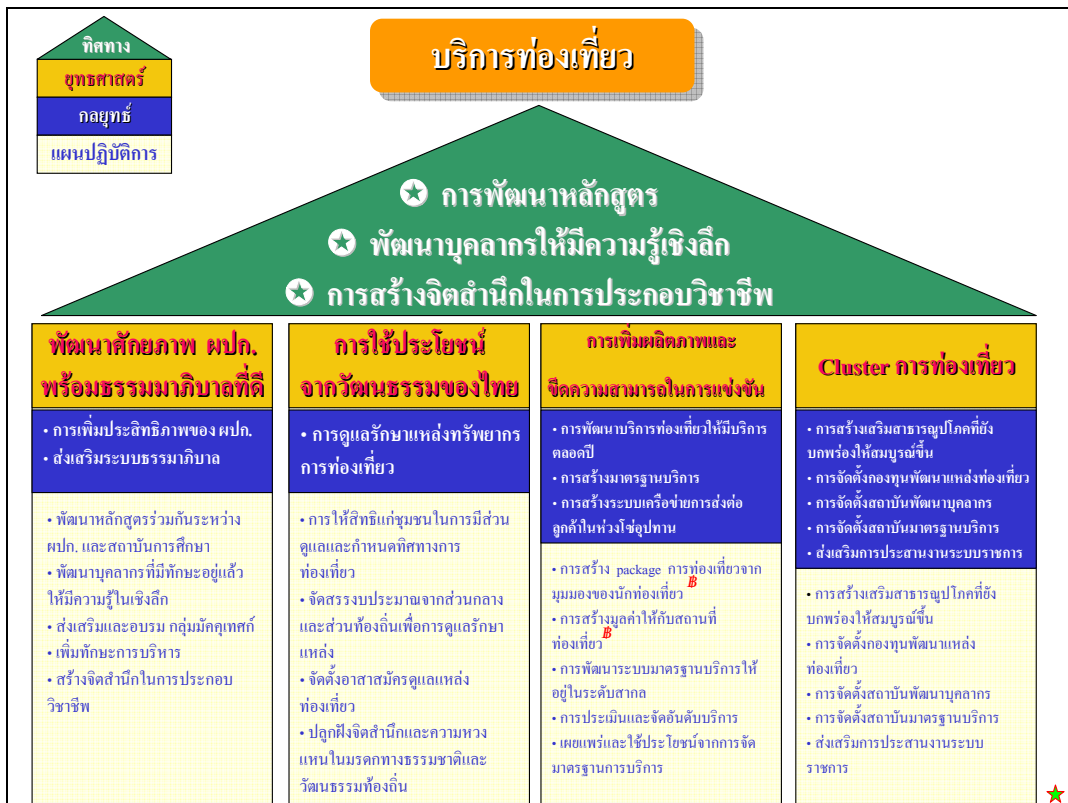 ทิศทาง
ยุทธศาสตร์
กลยุทธ์
แผนปฏิบัติการ
บริการท่องเที่ยว
การพัฒนาหลักสูตร
พัฒนาบุคลากรให้มีความรู้เชิงลึก
การสร้างจิตสำนึกในการประกอบวิชาชีพ
พัฒนาศักยภาพ ผปก.
พร้อมธรรมมาภิบาลที่ดี
• การเพิ่มประสิทธิภาพของ ผปก.
• ส่งเสริมระบบธรรมาภิบาล
• พัฒนาหลักสูตรร่วมกันระหว่าง
ผปก. และสถาบันการศึกษา
• พัฒนาบุคลากรที่มีทักษะอยู่แล้ว
ให้มีความรู้ในเชิงลึก
• ส่งเสริมและอบรม กลุ่มมัคคุเทศก์
• เพิ่มทักษะการบริหาร
• สร้างจิตสำนึกในการประกอบ
วิชาชีพ
การใช้ประโยชน์
จากวัฒนธรรมของไทย
• การดูแลรักษาแหล่งทรัพยากร
การท่องเที่ยว
• การให้สิทธิแก่ชุมชนในการมีส่วน
ดูแลและกำหนดทิศทางการ
ท่องเที่ยว
• จัดสรรงบประมาณจากส่วนกลาง
และส่วนท้องถิ่นเพื่อการดูแลรักษา
แหล่ง
• จัดตั้งอาสาสมัครดูแลแหล่ง
ท่องเที่ยว
• ปลูกฝังจิตสำนึกและความหวง
แหนในมรดกทางธรรมชาติและ
วัฒนธรรมท้องถิ่น
การเพิ่มผลิตภาพและ
ขีดความสามารถในการแข่งขัน
• การพัฒนาบริการท่องเที่ยวให้มีบริการ
ตลอดปี
• การสร้างมาตรฐานบริการ
• การสร้างระบบเครือข่ายการส่งต่อ
ลูกค้าในห่วงโซ่อุปทาน
• การสร้าง package การท่องเที่ยวจาก
มุมมองของนักท่องเที่ยว ฿
• การสร้างมูลค่าให้กับสถานที่
ท่องเที่ยว ฿
• การพัฒนาระบบมาตรฐานบริการให้
อยู่ในระดับสากล
• การประเมินและจัดอันดับบริการ
• เผยแพร่และใช้ประโยชน์จากการจัด
มาตรฐานการบริการ
Cluster การท่องเที่ยว
• การสร้างเสริมสาธารณูปโภคที่ยัง
บกพร่องให้สมบูรณ์ขึ้น
• การจัดตั้งกองทุนพัฒนาแหล่งท่องเที่ยว
• การจัดตั้งสถาบันพัฒนาบุคลากร
• การจัดตั้งสถาบันมาตรฐานบริการ
• ส่งเสริมการประสานงานระบบราชการ
• การสร้างเสริมสาธารณูปโภคที่ยัง
บกพร่องให้สมบูรณ์ขึ้น
• การจัดตั้งกองทุนพัฒนาแหล่ง
ท่องเที่ยว
• การจัดตั้งสถาบันพัฒนาบุคลากร
• การจัดตั้งสถาบันมาตรฐานบริการ
• ส่งเสริมการประสานงานระบบ
ราชการ